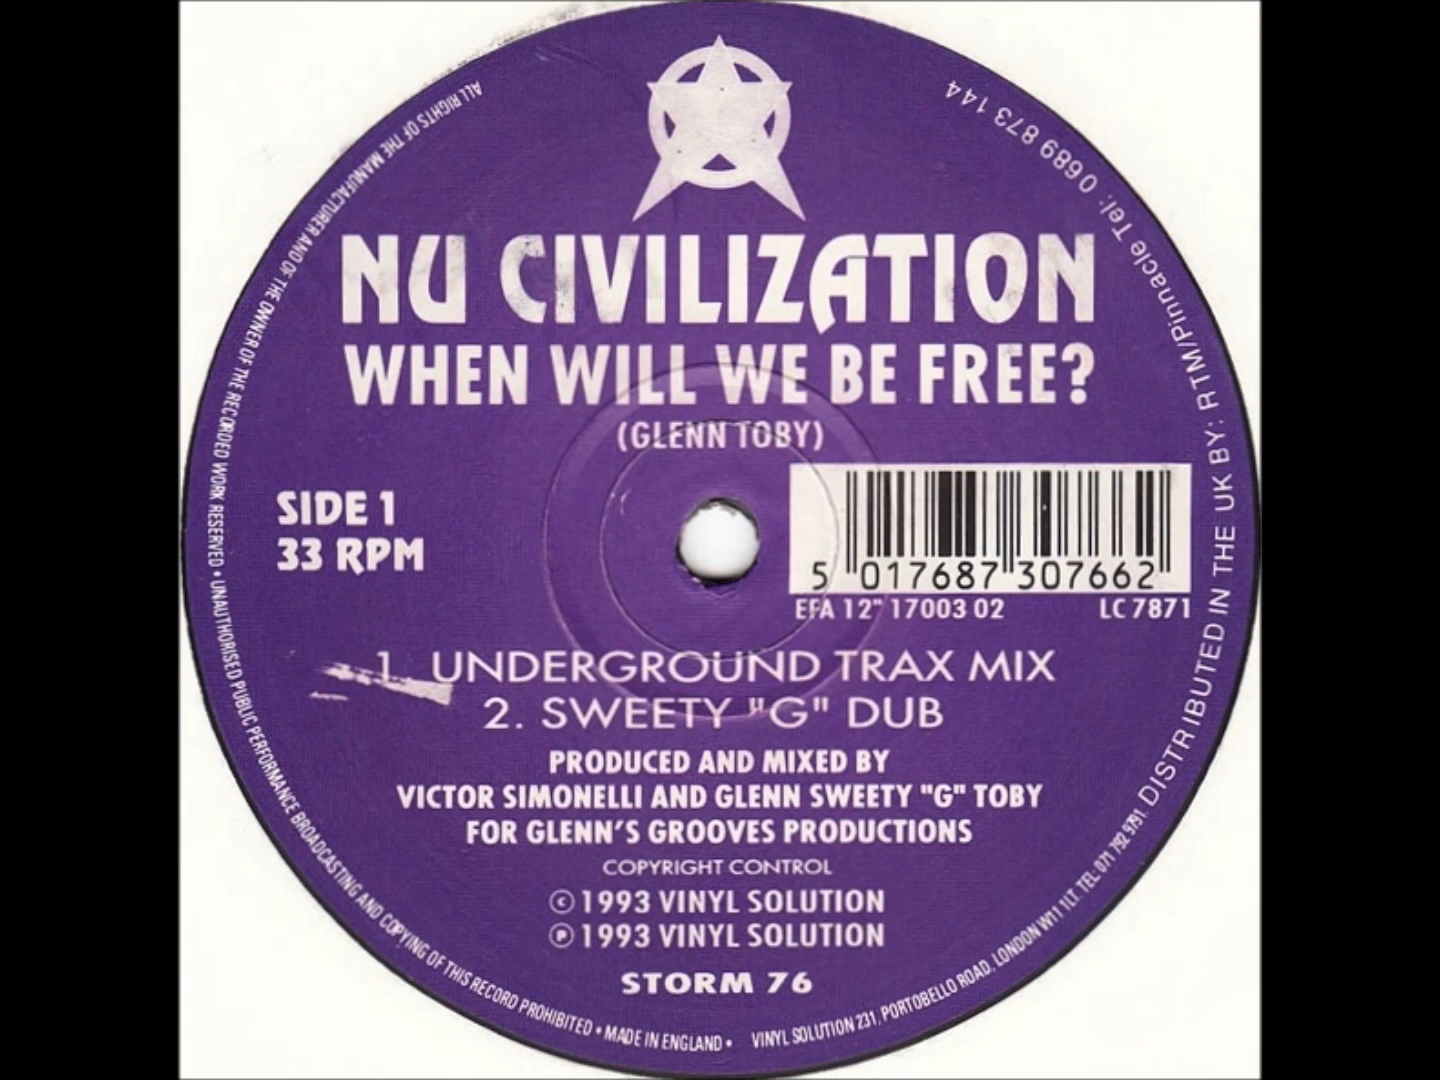 NU CIVILIZATION
WHEN WILL WE BE FREE?
(GLENN TOBY)
SIDE 1
33 RPM
5 017687 307662
EFA 12" 17003 02 LC 7871
1. UNDERGROUND TRAX MIX
2. SWEETY "G" DUB
PRODUCED AND MIXED BY
VICTOR SIMONELLI AND GLENN SWEETY "G" TOBY
FOR GLENN'S GROOVES PRODUCTIONS
COPYRIGHT CONTROL
© 1993 VINYL SOLUTION
℗ 1993 VINYL SOLUTION
STORM 76
ALL RIGHTS OF THE MANUFACTURER AND OF THE OWNER OF THE RECORDED WORK RESERVED • UNAUTHORISED PUBLIC PERFORMANCE BROADCASTING AND COPYING OF THIS RECORD PROHIBITED • MADE IN ENGLAND •
VINYL SOLUTION 231, PORTOBELLO ROAD, LONDON W11 1LT. TEL: 071 792 9791.
DISTRIBUTED IN THE UK BY: RTM/Pinnacle Tel: 0689 873 144